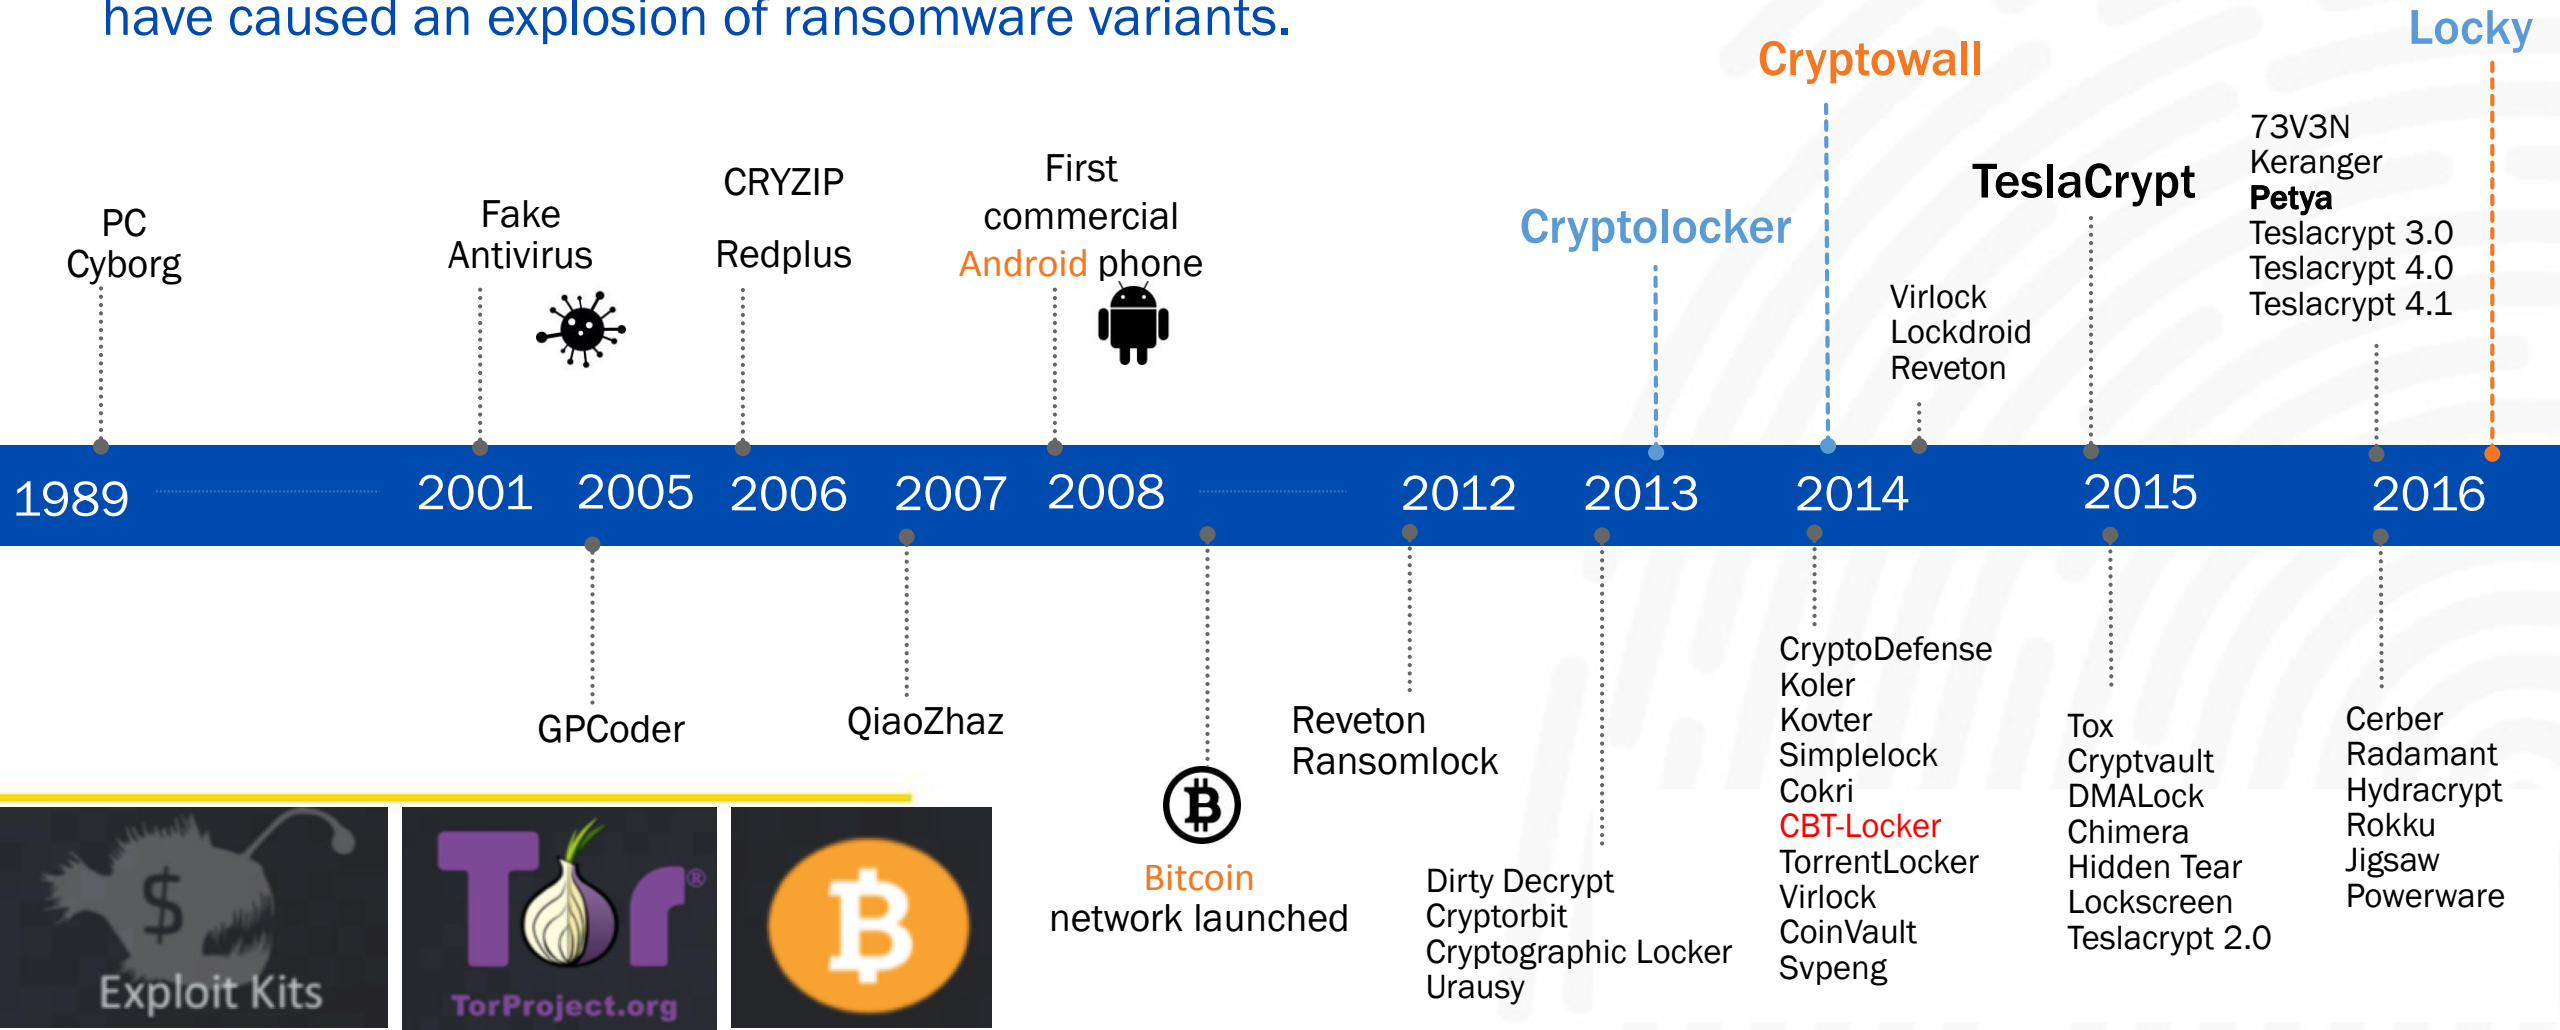 have caused an explosion of ransomware variants.
Locky
Cryptowall
73V3N
Keranger
Petya
Teslacrypt 3.0
Teslacrypt 4.0
Teslacrypt 4.1
TeslaCrypt
Cryptolocker
Virlock
Lockdroid
Reveton
First
commercial
Android phone
CRYZIP
Redplus
Fake
Antivirus
PC
Cyborg
1989
2001
2005
2006
2007
2008
2012
2013
2014
2015
2016
GPCoder
QiaoZhaz
Bitcoin
network launched
Reveton
Ransomlock
Dirty Decrypt
Cryptorbit
Cryptographic Locker
Urausy
CryptoDefense
Koler
Kovter
Simplelock
Cokri
CBT-Locker
TorrentLocker
Virlock
CoinVault
Svpeng
Tox
Cryptvault
DMALock
Chimera
Hidden Tear
Lockscreen
Teslacrypt 2.0
Cerber
Radamant
Hydracrypt
Rokku
Jigsaw
Powerware
$
Exploit Kits
Tor®
TorProject.org